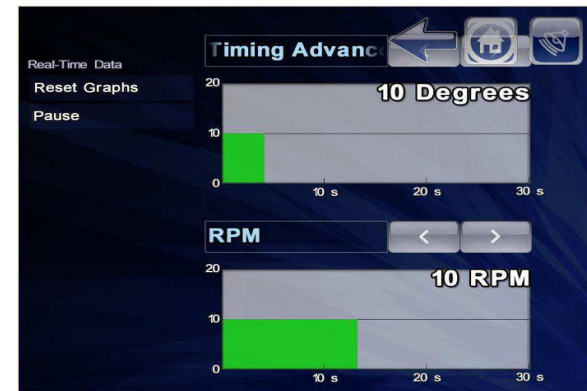 Real-Time Data
Reset Graphs
Pause
Timing Advanc
20
10 Degrees
10
0
10 s
20 s
30 s
RPM
< >
20
10 RPM
10
0
10 s
20 s
30 s